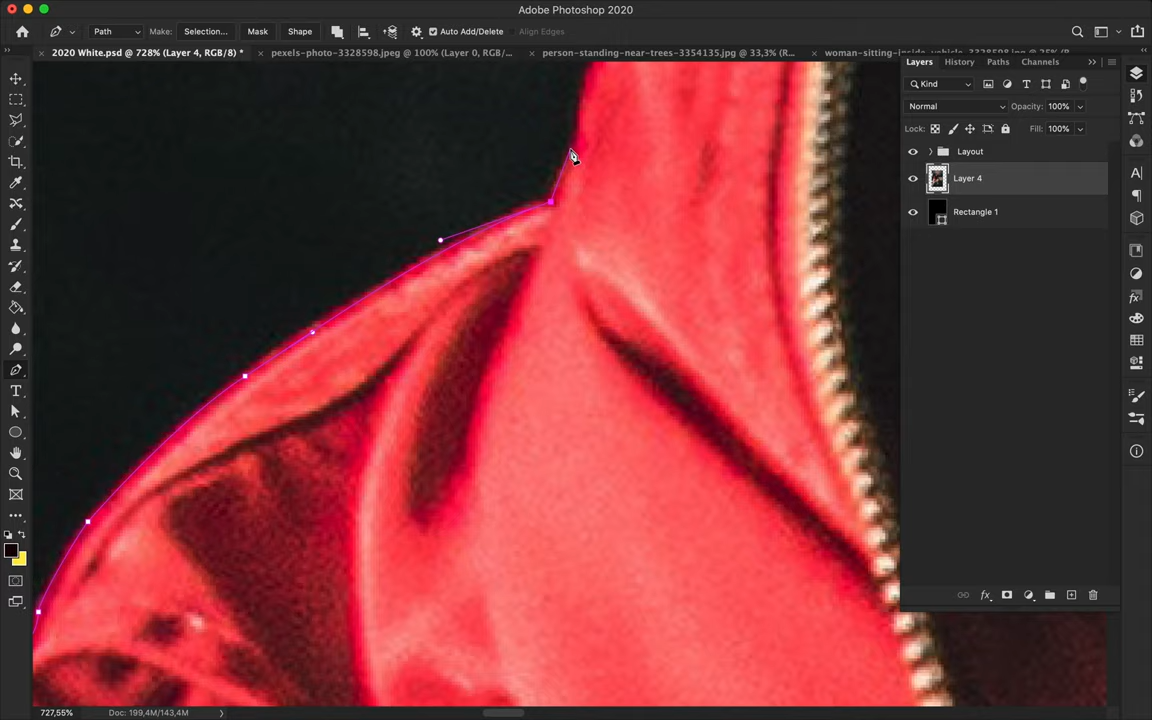 Adobe Photoshop 2020
Path Make: Selection... Mask Shape Auto Add/Delete Align Edges
2020 White.psd @ 728% (Layer 4, RGB/8) * pexels-photo-3328598.jpeg @ 100% (Layer 0, RGB/... person-standing-near-trees-3354135.jpg @ 33,3% (R...
Layers History Paths Channels
Kind
Normal Opacity: 100%
Lock: Fill: 100%
Layout
Layer 4
Rectangle 1
727,55% Doc: 199,4M/143,4M